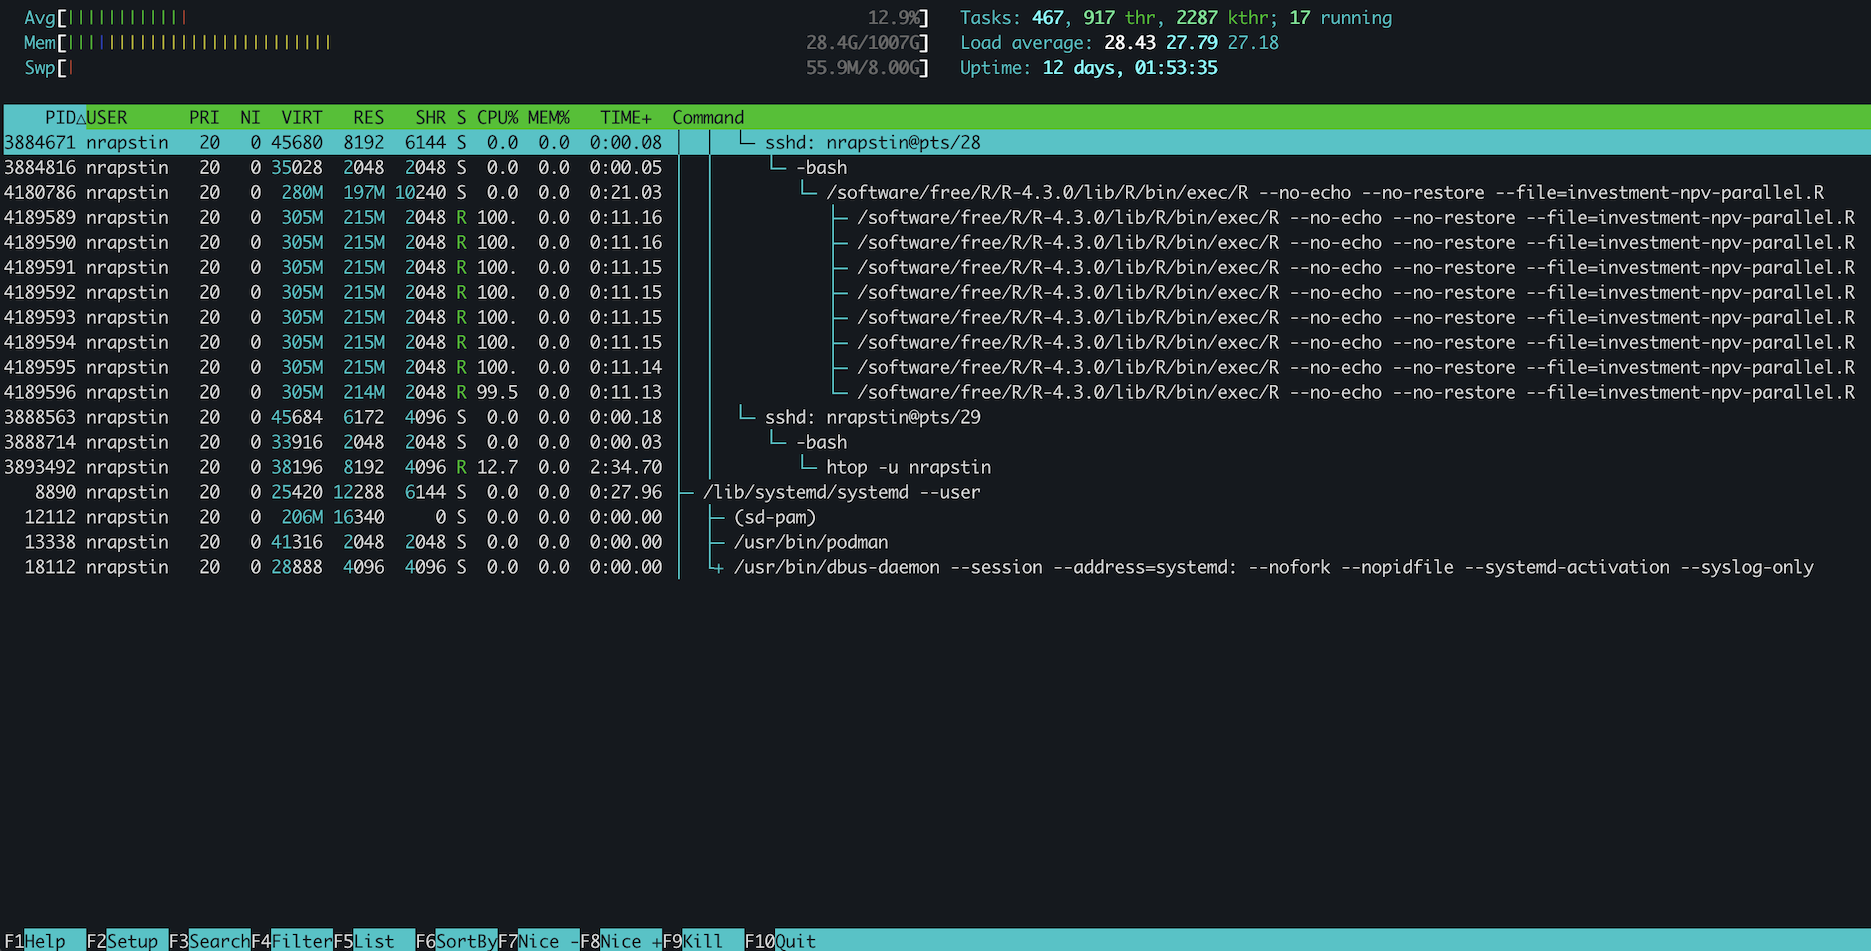 Avg[||||||||||||                    12.9%]   Tasks: 467, 917 thr, 2287 kthr; 17 running
Mem[||||||||||||||||||||||||||      28.4G/1007G]   Load average: 28.43 27.79 27.18
Swp[|                               55.9M/8.00G]   Uptime: 12 days, 01:53:35
PID△USER PRI NI VIRT RES SHR S CPU% MEM% TIME+ Command
3884671 nrapstin 20 0 45680 8192 6144 S 0.0 0.0 0:00.08 │ │ └─ sshd: nrapstin@pts/28
3884816 nrapstin 20 0 35028 2048 2048 S 0.0 0.0 0:00.05 │ │ └─ -bash
4180786 nrapstin 20 0 280M 197M 10240 S 0.0 0.0 0:21.03 │ │ └─ /software/free/R/R-4.3.0/lib/R/bin/exec/R --no-echo --no-restore --file=investment-npv-parallel.R
4189589 nrapstin 20 0 305M 215M 2048 R 100. 0.0 0:11.16 │ │ ├─ /software/free/R/R-4.3.0/lib/R/bin/exec/R --no-echo --no-restore --file=investment-npv-parallel.R
4189590 nrapstin 20 0 305M 215M 2048 R 100. 0.0 0:11.16 │ │ ├─ /software/free/R/R-4.3.0/lib/R/bin/exec/R --no-echo --no-restore --file=investment-npv-parallel.R
4189591 nrapstin 20 0 305M 215M 2048 R 100. 0.0 0:11.15 │ │ ├─ /software/free/R/R-4.3.0/lib/R/bin/exec/R --no-echo --no-restore --file=investment-npv-parallel.R
4189592 nrapstin 20 0 305M 215M 2048 R 100. 0.0 0:11.15 │ │ ├─ /software/free/R/R-4.3.0/lib/R/bin/exec/R --no-echo --no-restore --file=investment-npv-parallel.R
4189593 nrapstin 20 0 305M 215M 2048 R 100. 0.0 0:11.15 │ │ ├─ /software/free/R/R-4.3.0/lib/R/bin/exec/R --no-echo --no-restore --file=investment-npv-parallel.R
4189594 nrapstin 20 0 305M 215M 2048 R 100. 0.0 0:11.15 │ │ ├─ /software/free/R/R-4.3.0/lib/R/bin/exec/R --no-echo --no-restore --file=investment-npv-parallel.R
4189595 nrapstin 20 0 305M 215M 2048 R 100. 0.0 0:11.14 │ │ ├─ /software/free/R/R-4.3.0/lib/R/bin/exec/R --no-echo --no-restore --file=investment-npv-parallel.R
4189596 nrapstin 20 0 305M 214M 2048 R 99.5 0.0 0:11.13 │ │ └─ /software/free/R/R-4.3.0/lib/R/bin/exec/R --no-echo --no-restore --file=investment-npv-parallel.R
3888563 nrapstin 20 0 45684 6172 4096 S 0.0 0.0 0:00.18 │ │ └─ sshd: nrapstin@pts/29
3888714 nrapstin 20 0 33916 2048 2048 S 0.0 0.0 0:00.03 │ │ └─ -bash
3893492 nrapstin 20 0 38196 8192 4096 R 12.7 0.0 2:34.70 │ │ └─ htop -u nrapstin
8890 nrapstin 20 0 25420 12288 6144 S 0.0 0.0 0:27.96 ├─ /lib/systemd/systemd --user
12112 nrapstin 20 0 206M 16340 0 S 0.0 0.0 0:00.00 │ ├─ (sd-pam)
13338 nrapstin 20 0 41316 2048 2048 S 0.0 0.0 0:00.00 │ ├─ /usr/bin/podman
18112 nrapstin 20 0 28888 4096 4096 S 0.0 0.0 0:00.00 │ └+ /usr/bin/dbus-daemon --session --address=systemd: --nofork --nopidfile --systemd-activation --syslog-only
F1Help F2Setup F3SearchF4FilterF5List F6SortByF7Nice -F8Nice +F9Kill F10Quit